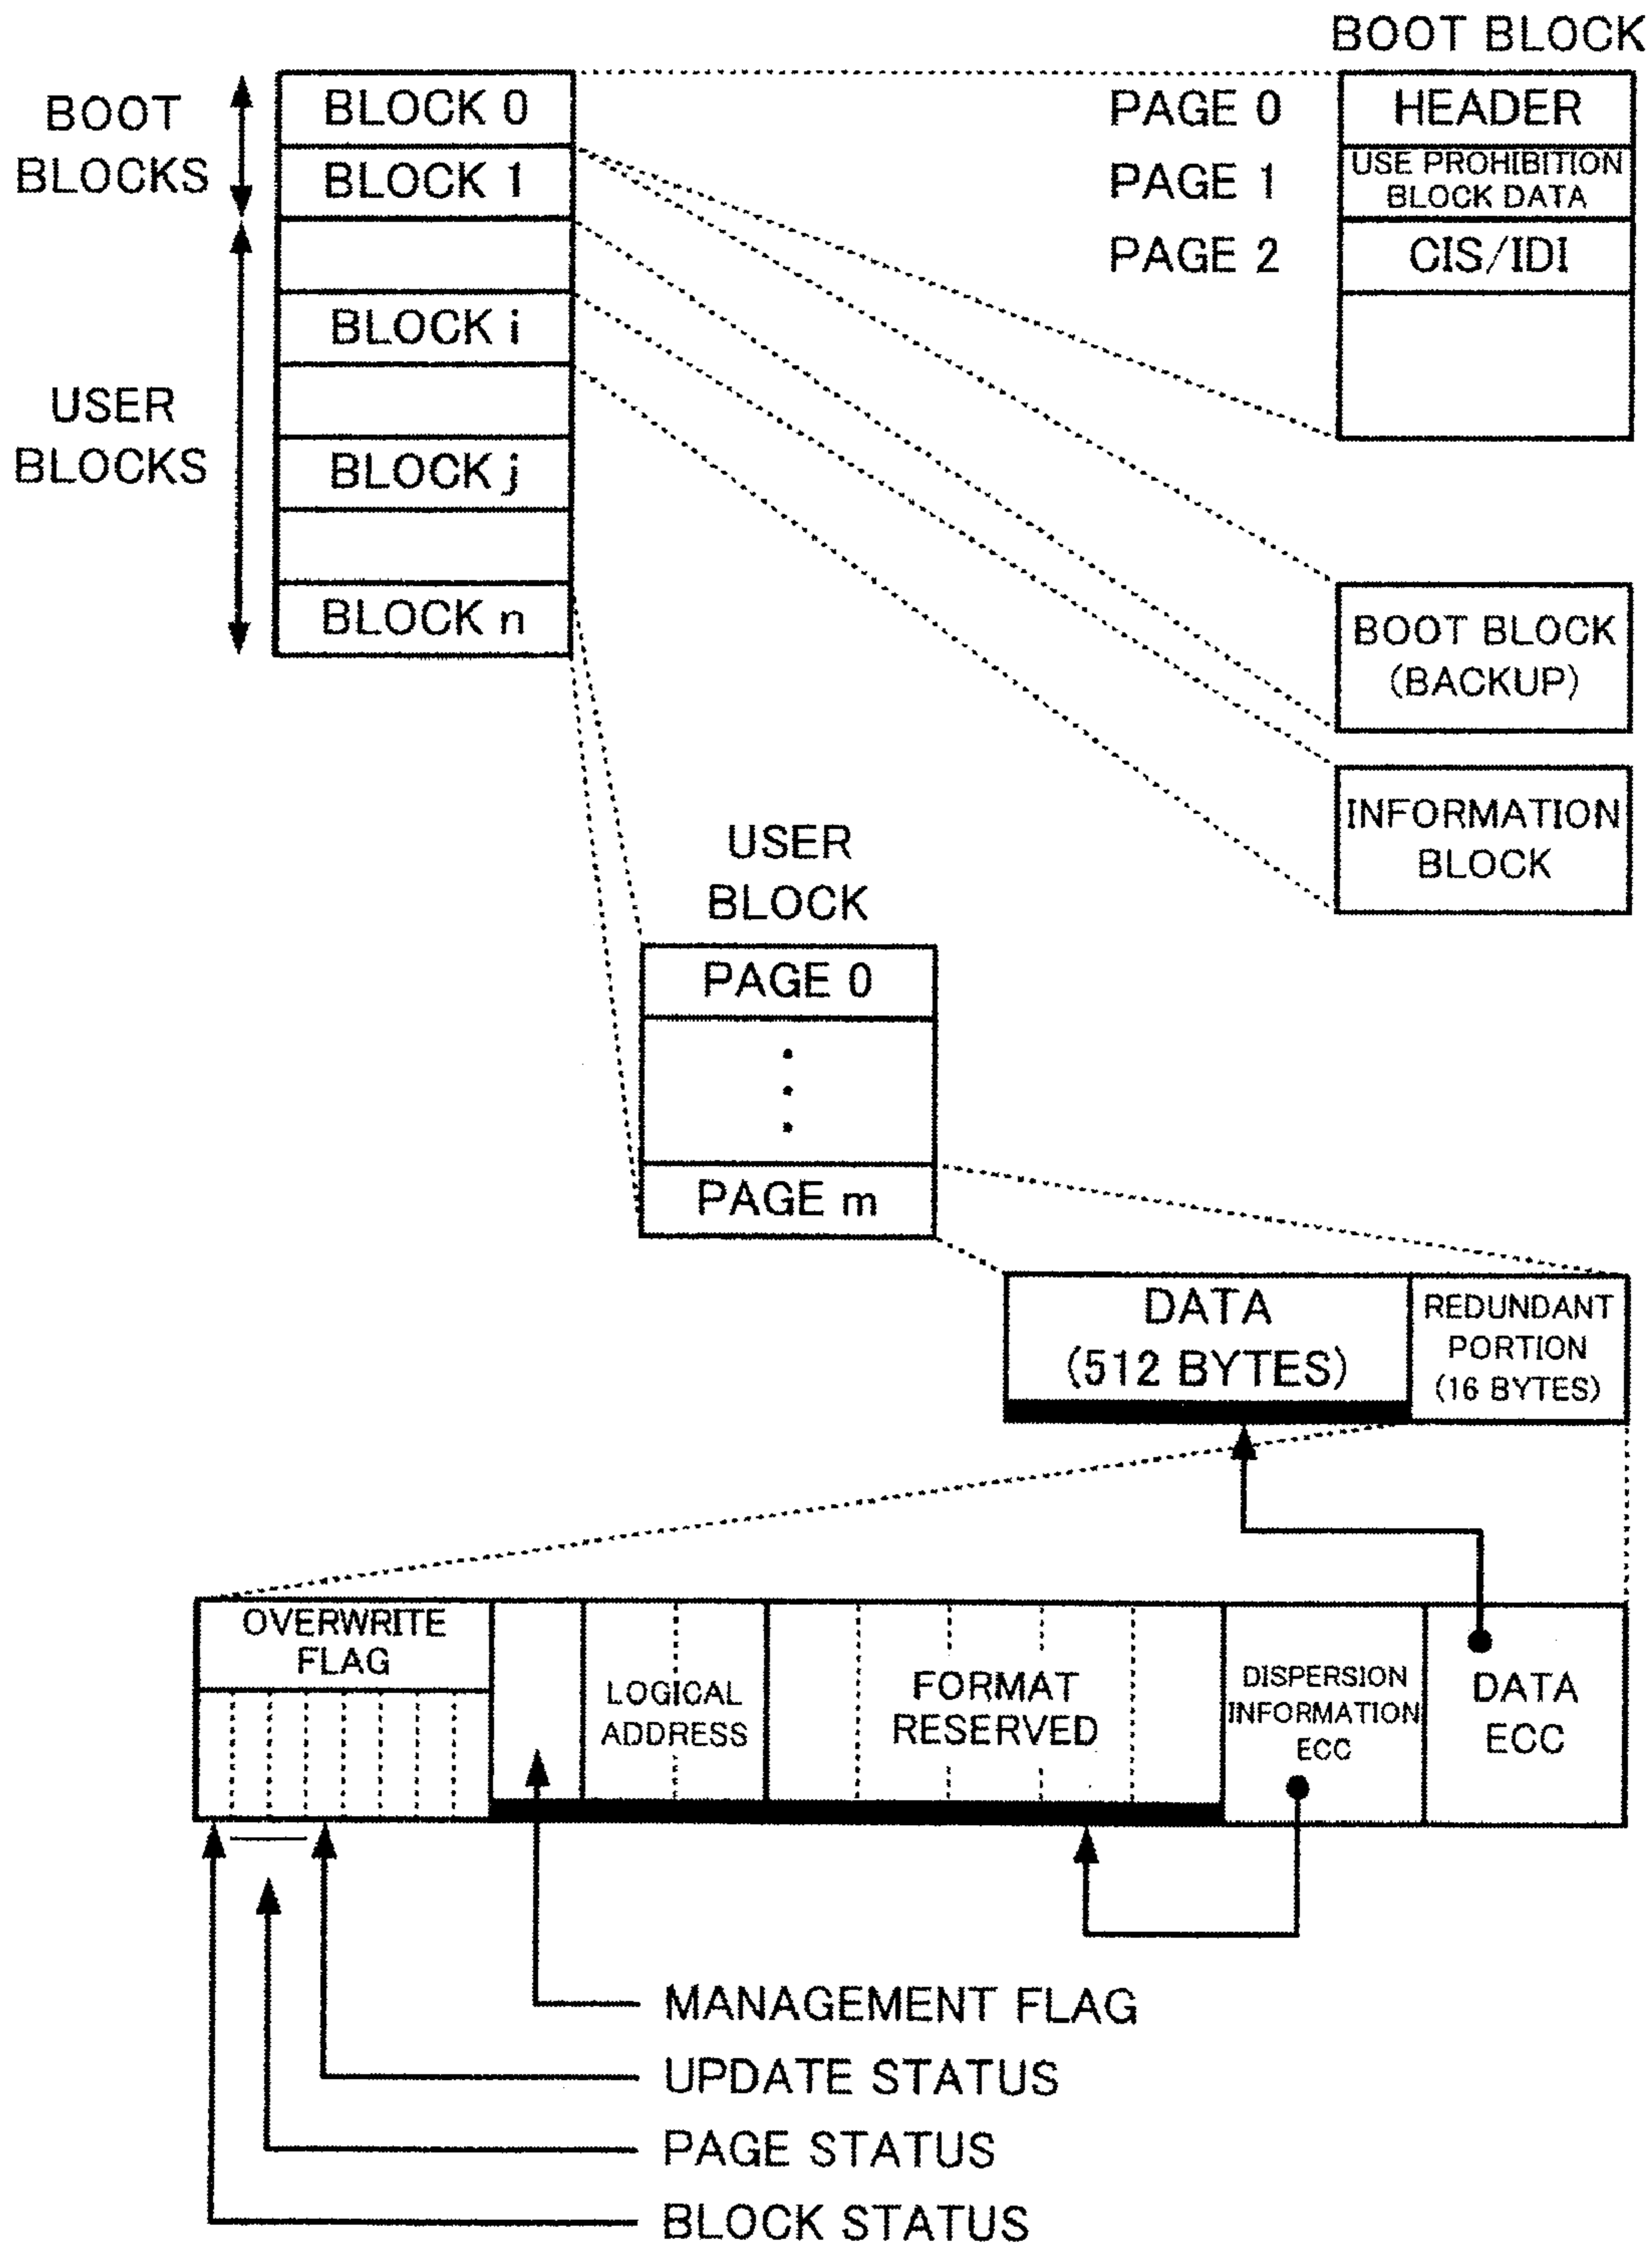 BOOT BLOCK
BOOT
BLOCKS
BLOCK 0
BLOCK 1
PAGE 0
HEADER
PAGE 1
USE PROHIBITION
BLOCK DATA
PAGE 2
CIS/IDI
USER
BLOCKS
BLOCK i
BLOCK j
BLOCK n
BOOT BLOCK
(BACKUP)
INFORMATION
BLOCK
USER
BLOCK
PAGE 0
PAGE m
DATA
(512 BYTES)
REDUNDANT
PORTION
(16 BYTES)
OVERWRITE
FLAG
LOGICAL
ADDRESS
FORMAT
RESERVED
DISPERSION
INFORMATION
ECC
DATA
ECC
MANAGEMENT FLAG
UPDATE STATUS
PAGE STATUS
BLOCK STATUS